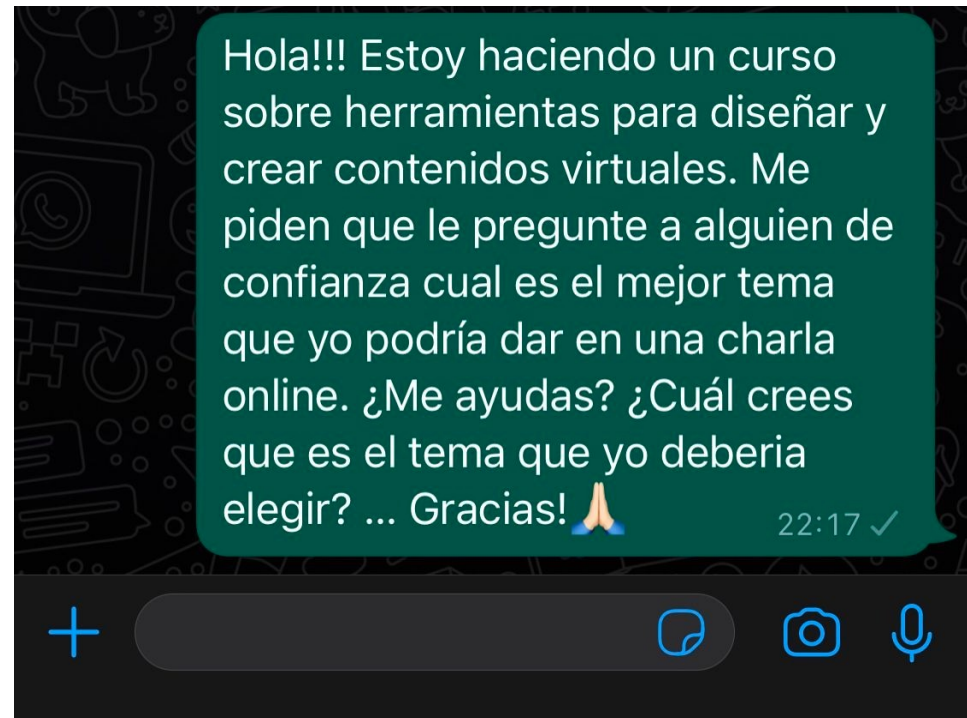 Hola!!! Estoy haciendo un curso
sobre herramientas para diseñar y
crear contenidos virtuales. Me
piden que le pregunte a alguien de
confianza cual es el mejor tema
que yo podría dar en una charla
online. ¿Me ayudas? ¿Cuál crees
que es el tema que yo deberia
elegir? ... Gracias!🙏🏻
22:17 ✓